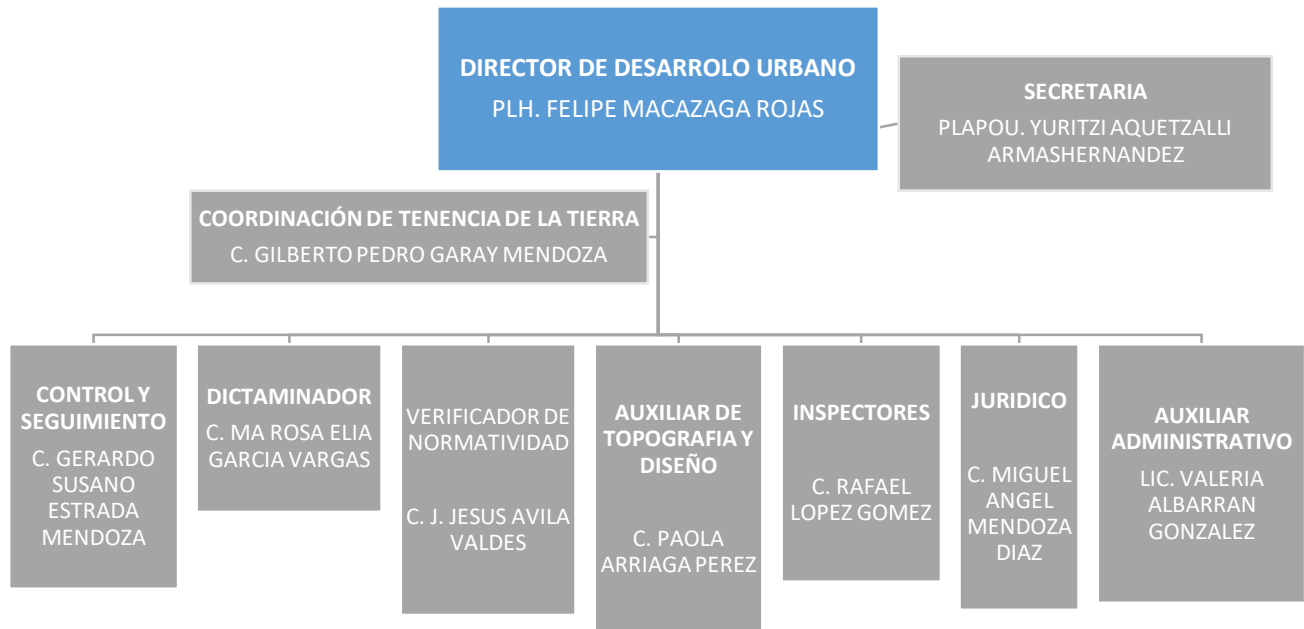 DIRECTOR DE DESARROLO URBANO
PLH. FELIPE MACAZAGA ROJAS
SECRETARIA
PLAPOU. YURITZI AQUETZALLI
ARMASHERNANDEZ
COORDINACIÓN DE TENENCIA DE LA TIERRA
C. GILBERTO PEDRO GARAY MENDOZA
CONTROL Y
SEGUIMIENTO
C. GERARDO
SUSANO
ESTRADA
MENDOZA
DICTAMINADOR
C. MA ROSA ELIA
GARCIA VARGAS
VERIFICADOR DE
NORMATIVIDAD
C. J. JESUS AVILA
VALDES
AUXILIAR DE
TOPOGRAFIA Y
DISEÑO
C. PAOLA
ARRIAGA PEREZ
INSPECTORES
C. RAFAEL
LOPEZ GOMEZ
JURIDICO
C. MIGUEL
ANGEL
MENDOZA
DIAZ
AUXILIAR
ADMINISTRATIVO
LIC. VALERIA
ALBARRAN
GONZALEZ